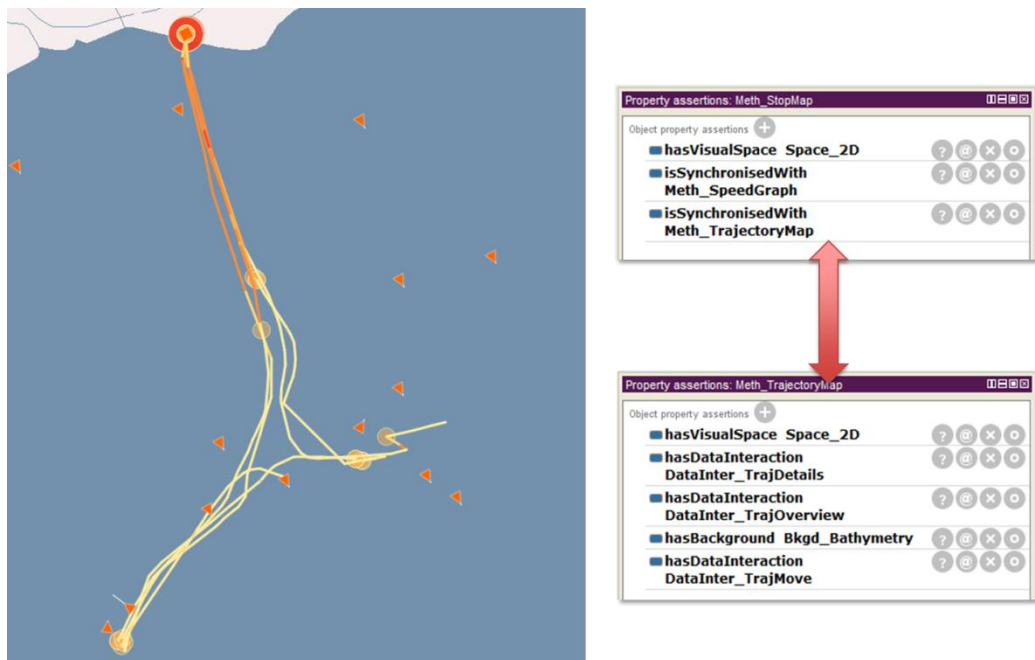 Property assertions: Meth_StopMap
Object property assertions
hasVisualSpace Space_2D
isSynchronisedWith
Meth_SpeedGraph
isSynchronisedWith
Meth_TrajectoryMap
Property assertions: Meth_TrajectoryMap
Object property assertions
hasVisualSpace Space_2D
hasDataInteraction
DataInter_TrajDetails
hasDataInteraction
DataInter_TrajOverview
hasBackground Bkgd_Bathymetry
hasDataInteraction
DataInter_TrajMove